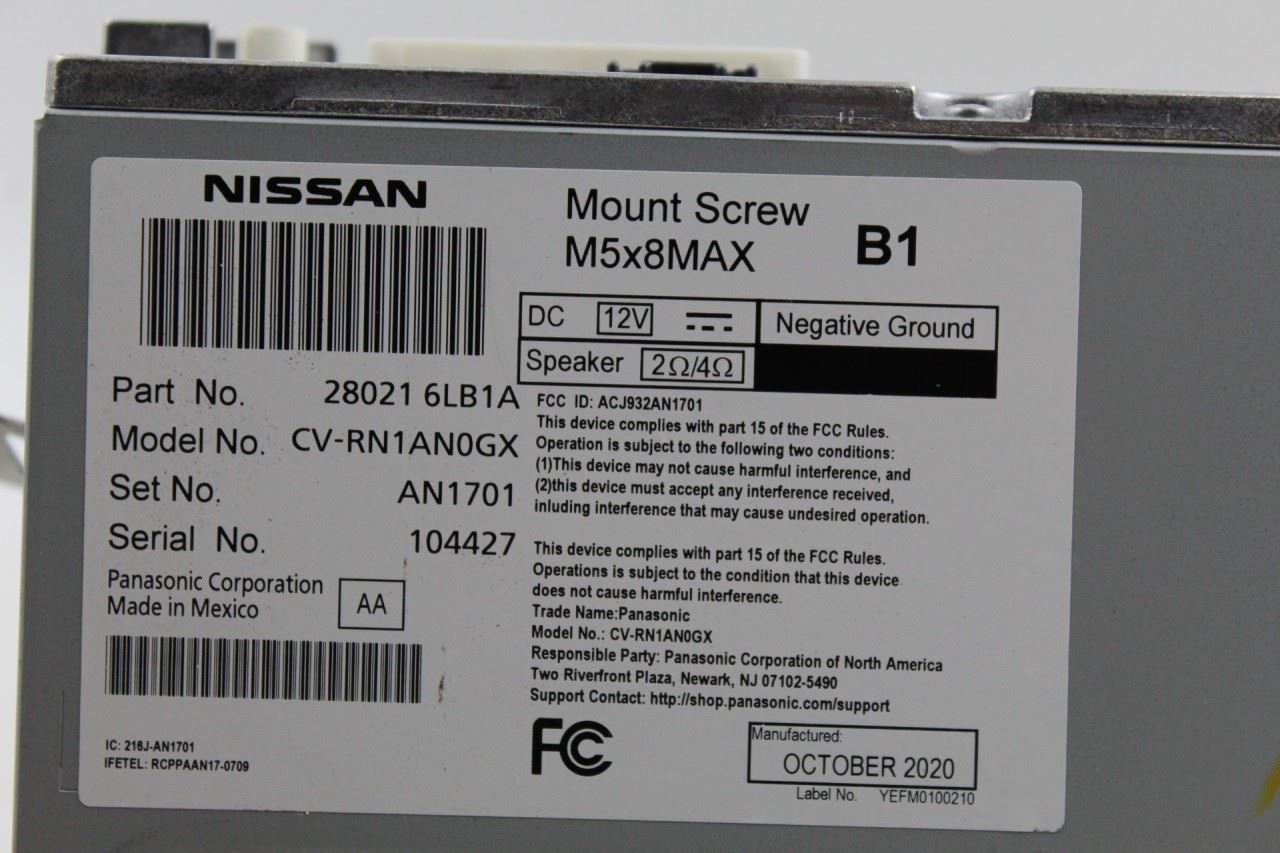 NISSAN
Mount Screw
M5x8MAX
B1
DC 12V
Negative Ground
Speaker 2Ω/4Ω
Part No. 28021 6LB1A
Model No. CV-RN1AN0GX
Set No. AN1701
Serial No. 104427
Panasonic Corporation
Made in Mexico
AA
IC: 216J-AN1701
IFETEL: RCPPAAN17-0709
FCC ID: ACJ932AN1701
This device complies with part 15 of the FCC Rules.
Operation is subject to the following two conditions:
(1)This device may not cause harmful interference, and
(2)this device must accept any interference received,
inluding interference that may cause undesired operation.
This device complies with part 15 of the FCC Rules.
Operations is subject to the condition that this device
does not cause harmful interference.
Trade Name:Panasonic
Model No.: CV-RN1AN0GX
Responsible Party: Panasonic Corporation of North America
Two Riverfront Plaza, Newark, NJ 07102-5490
Support Contact: http://shop.panasonic.com/support
FC
Manufactured:
OCTOBER 2020
Label No. YEFM0100210